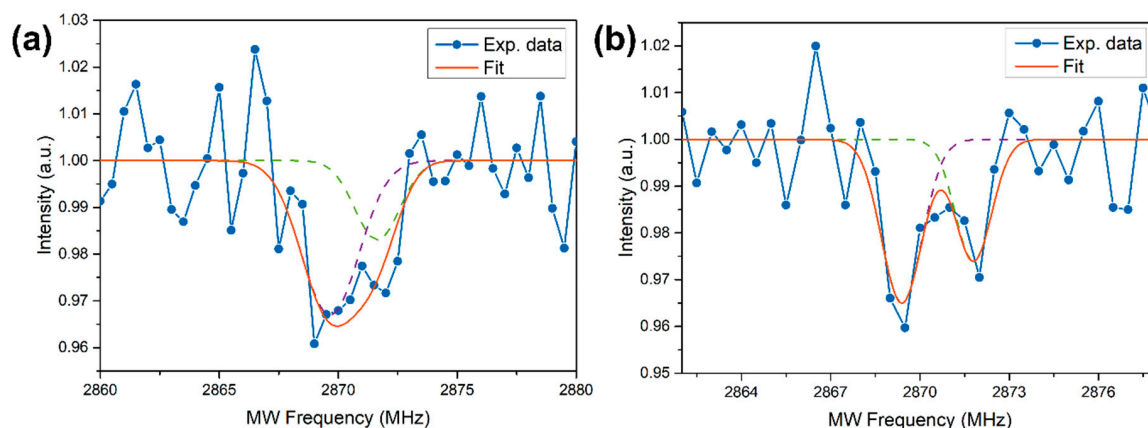 (a)
1.03
1.02
1.01
1.00
0.99
0.98
0.97
0.96
Intensity (a.u.)
Exp. data
Fit
2860
2865
2870
2875
2880
MW Frequency (MHz)
(b)
1.02
1.01
1.00
0.99
0.98
0.97
0.96
0.95
Intensity (a.u.)
Exp. data
Fit
2864
2867
2870
2873
2876
MW Frequency (MHz)